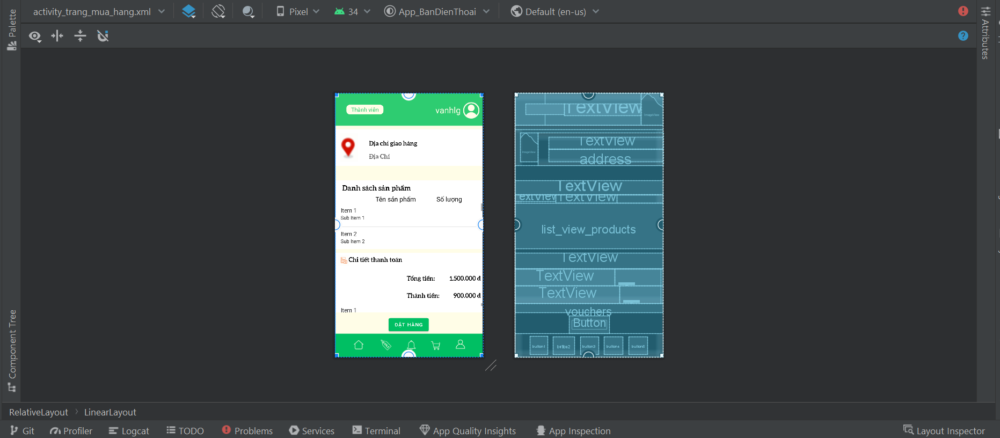 activity_trang_mua_hang.xml
Pixel
34
App_BanDienThoai
Default (en-us)
Palette
Attributes
Component Tree
Thành viên
vanhlg
Địa chỉ giao hàng
Địa Chỉ
Danh sách sản phẩm
Tên sản phẩm Số lượng
Item 1
Sub Item 1
Item 2
Sub Item 2
Chi tiết thanh toán
Tổng tiền: 1.500.000 đ
Thành tiền: 900.000 đ
Item 1
ĐẶT HÀNG
TextView
ImageView
TextView
ImageView
address
TextView
extView TextView
list_view_products
TextView
TextView
TextView
vouchers
Button
button1 button2 button3 button4 button5
RelativeLayout > LinearLayout
Git Profiler Logcat TODO Problems Services Terminal App Quality Insights App Inspection Layout Inspector